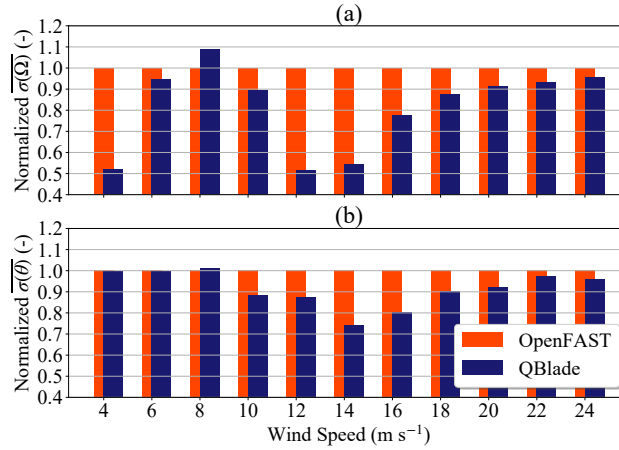 (a)
Normalized σ(Ω) (-)
1.2
1.1
1.0
0.9
0.8
0.7
0.6
0.5
0.4
(b)
Normalized σ(θ) (-)
1.2
1.1
1.0
0.9
0.8
0.7
0.6
0.5
0.4
OpenFAST
QBlade
4 6 8 10 12 14 16 18 20 22 24
Wind Speed (m s⁻¹)